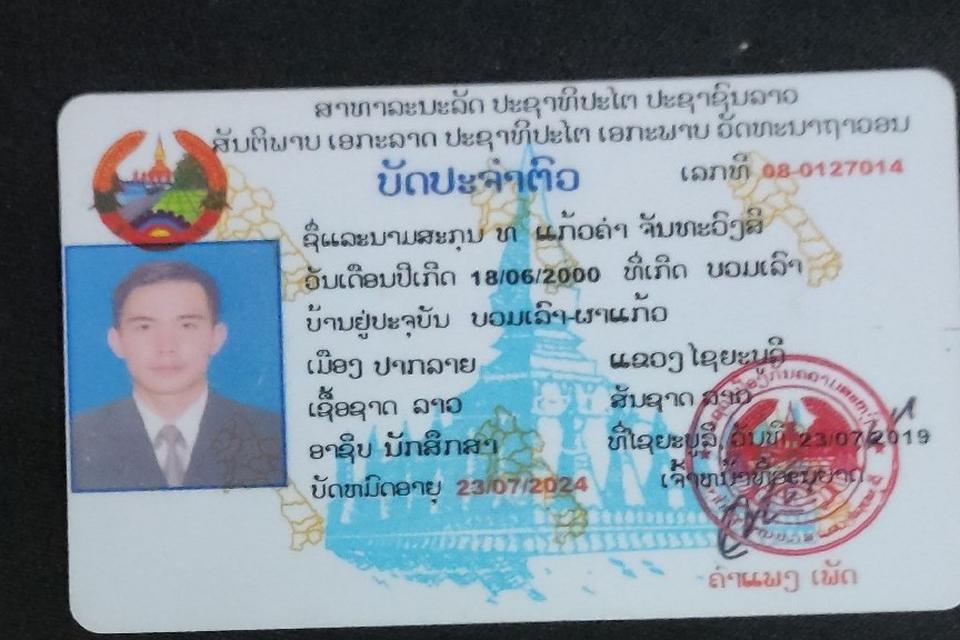 ສາທາລະນະລັດ ປະຊາທິປະໄຕ ປະຊາຊົນລາວ
ສັນຕິພາບ ເອກະລາດ ປະຊາທິປະໄຕ ເອກະພາບ ວັດທະນາຖາວອນ
ບັດປະຈຳຕົວ ເລກທີ 08-0127014
ຊື່ແລະນາມສະກຸນ ທ ແກ້ວຄຳ ຈັນທະວົງສີ
ວັນເດືອນປີເກີດ 18/06/2000 ທີ່ເກີດ ບວມເລົາ
ບ້ານຢູ່ປະຈຸບັນ ບວມເລົາ-ຜາແກ້ວ
ເມືອງ ປາກລາຍ ແຂວງ ໄຊຍະບູລີ
ເຊື້ອຊາດ ລາວ ສັນຊາດ ລາວ
ອາຊີບ ນັກສຶກສາ ທີ່ໄຊຍະບູລີ, ວັນທີ 23/07/2019
ບັດຫມົດອາຍຸ 23/07/2024 ເຈົ້າຫນ້າທີ່ອະນຸຍາດ
ຄຳແພງ ເພັດ